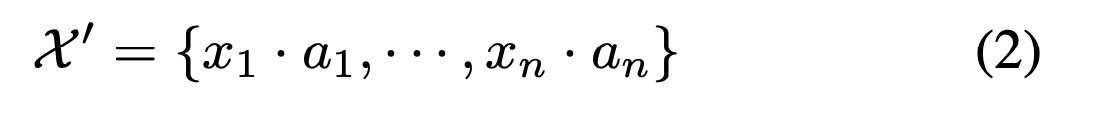 𝒳′ = {x₁ · a₁, · · · , xₙ · aₙ} (2)